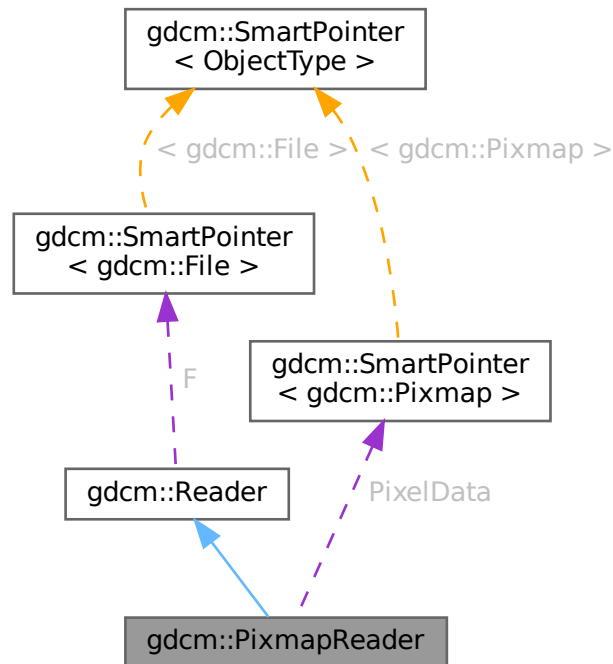 gdcm::SmartPointer
< ObjectType >
< gdcm::File >
< gdcm::Pixmap >
gdcm::SmartPointer
< gdcm::File >
gdcm::SmartPointer
< gdcm::Pixmap >
F
gdcm::Reader
PixelData
gdcm::PixmapReader